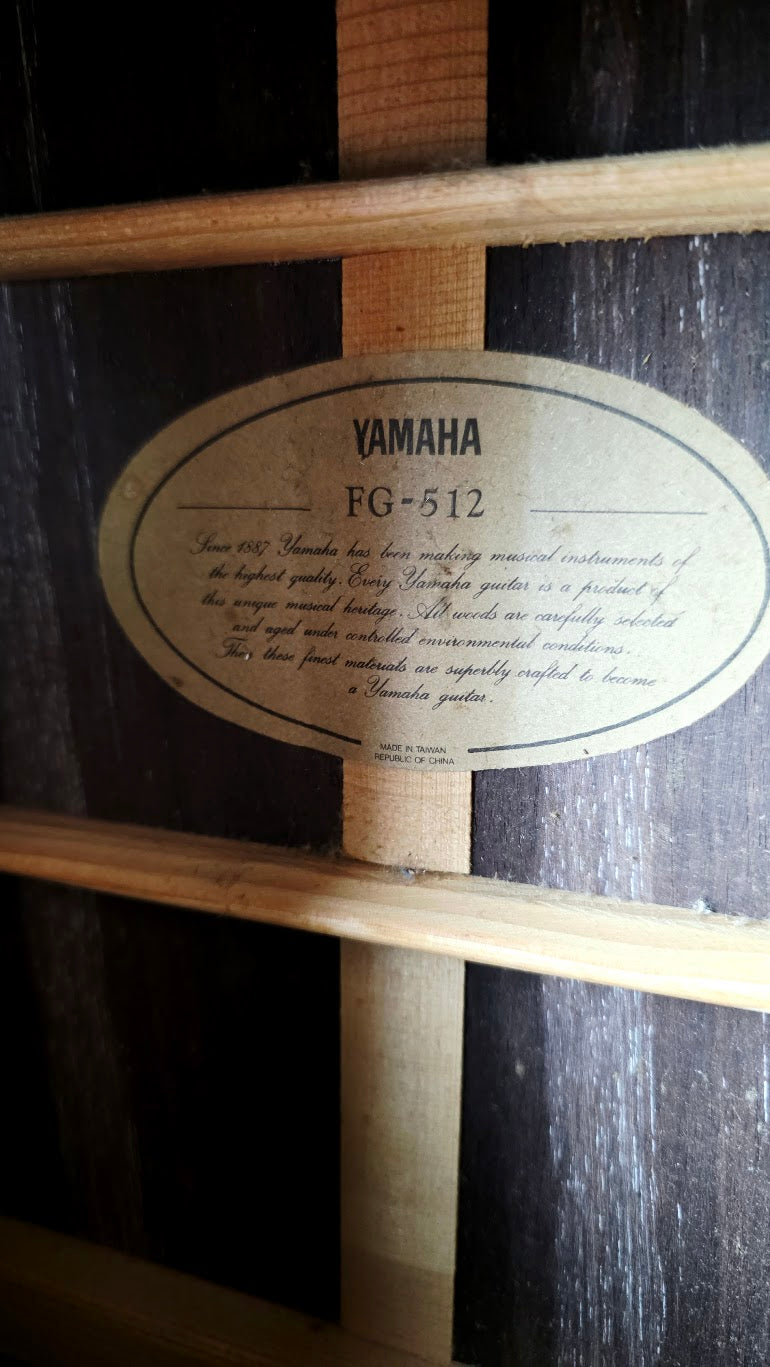 YAMAHA
FG-512
Since 1887 Yamaha has been making musical instruments of
the highest quality. Every Yamaha guitar is a product of
this unique musical heritage. All woods are carefully selected
and aged under controlled environmental conditions.
Then these finest materials are superbly crafted to become
a Yamaha guitar.
MADE IN TAIWAN
REPUBLIC OF CHINA